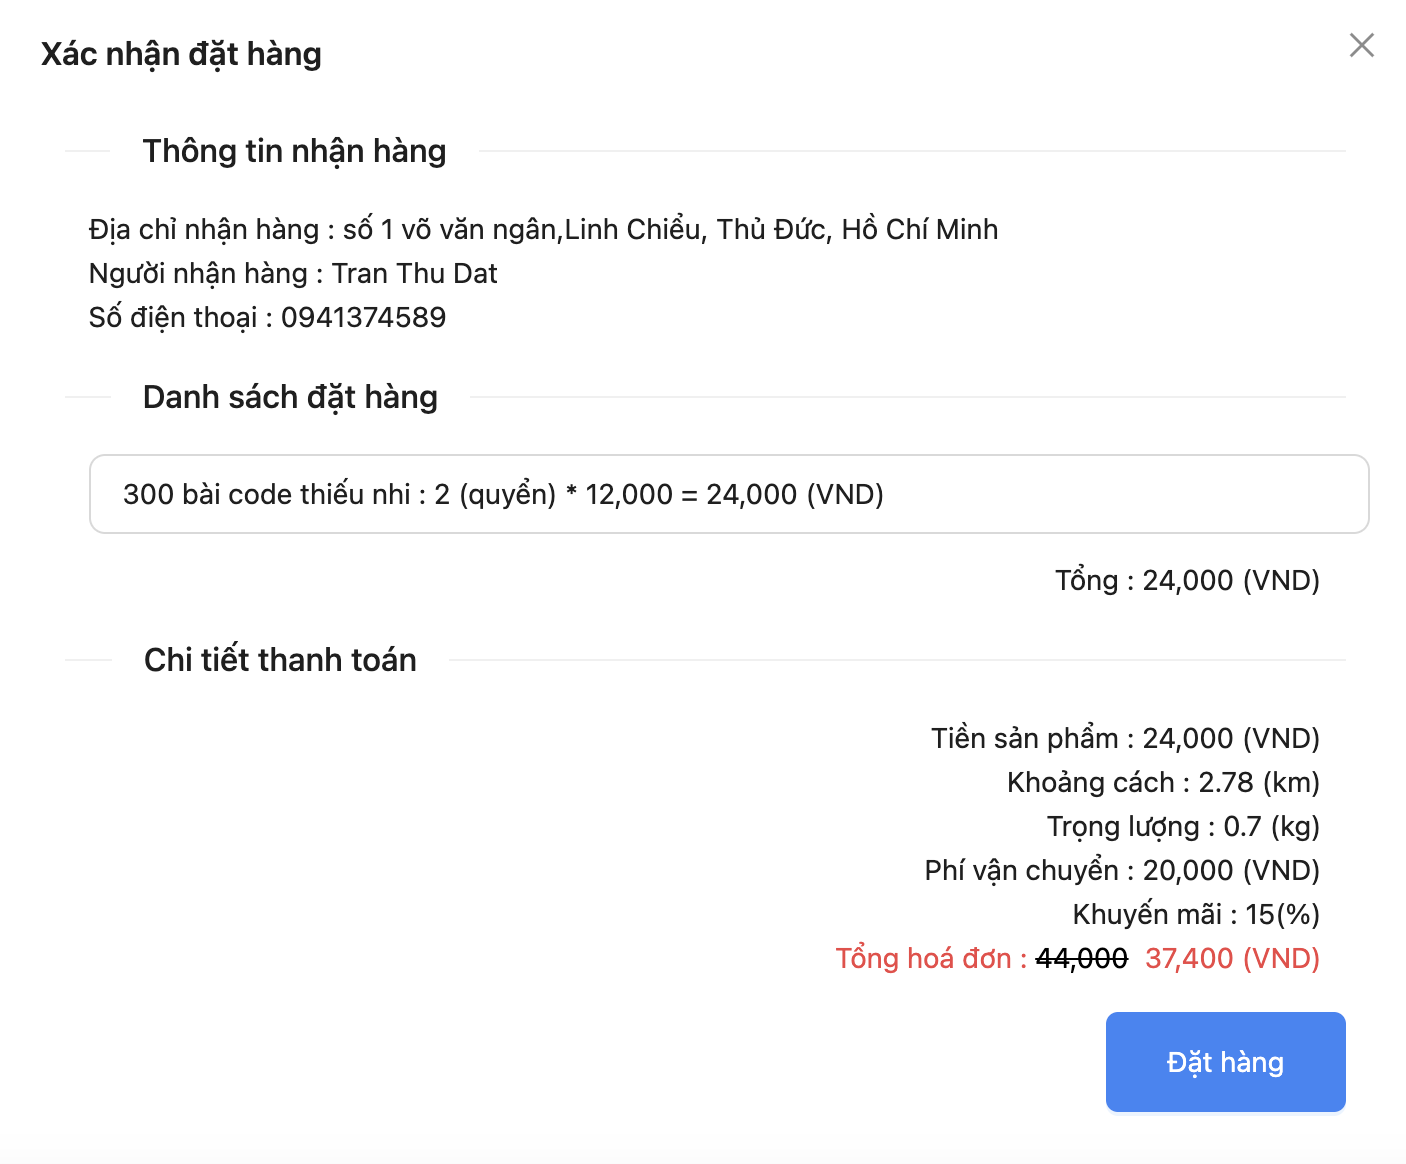 Xác nhận đặt hàng
Thông tin nhận hàng
Địa chỉ nhận hàng : số 1 võ văn ngân,Linh Chiểu, Thủ Đức, Hồ Chí Minh
Người nhận hàng : Tran Thu Dat
Số điện thoại : 0941374589
Danh sách đặt hàng
300 bài code thiếu nhi : 2 (quyển) * 12,000 = 24,000 (VND)
Tổng : 24,000 (VND)
Chi tiết thanh toán
Tiền sản phẩm : 24,000 (VND)
Khoảng cách : 2.78 (km)
Trọng lượng : 0.7 (kg)
Phí vận chuyển : 20,000 (VND)
Khuyến mãi : 15(%)
Tổng hoá đơn : 44,000 37,400 (VND)
Đặt hàng